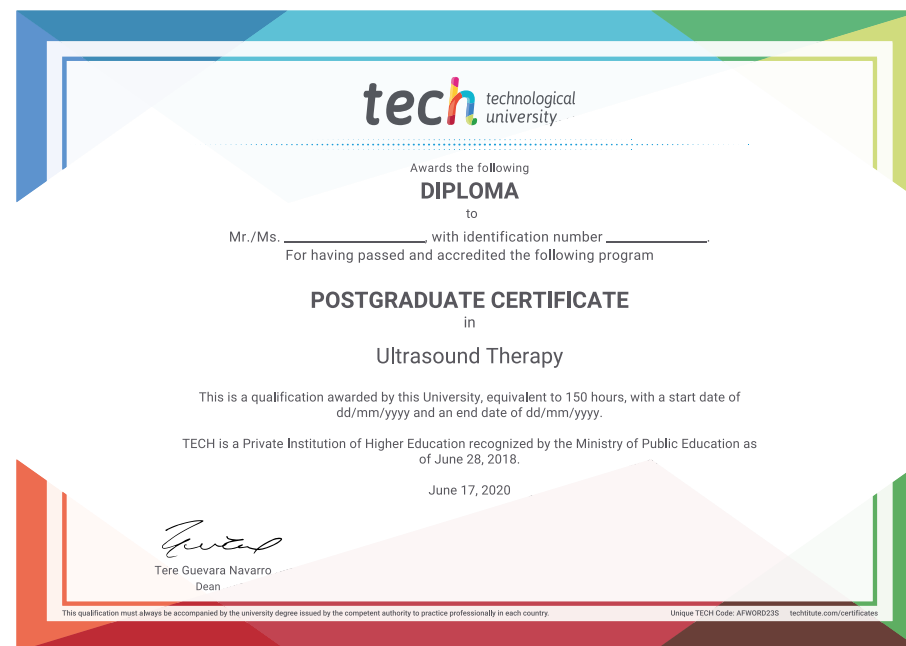 tech technological
university
Awards the following
DIPLOMA
to
Mr./Ms. ____________________, with identification number ______________.
For having passed and accredited the following program
POSTGRADUATE CERTIFICATE
in
Ultrasound Therapy
This is a qualification awarded by this University, equivalent to 150 hours, with a start date of
dd/mm/yyyy and an end date of dd/mm/yyyy.
TECH is a Private Institution of Higher Education recognized by the Ministry of Public Education as
of June 28, 2018.
June 17, 2020
Tere Guevara Navarro
Dean
This qualification must always be accompanied by the university degree issued by the competent authority to practice professionally in each country. Unique TECH Code: AFWORD23S techtitute.com/certificates